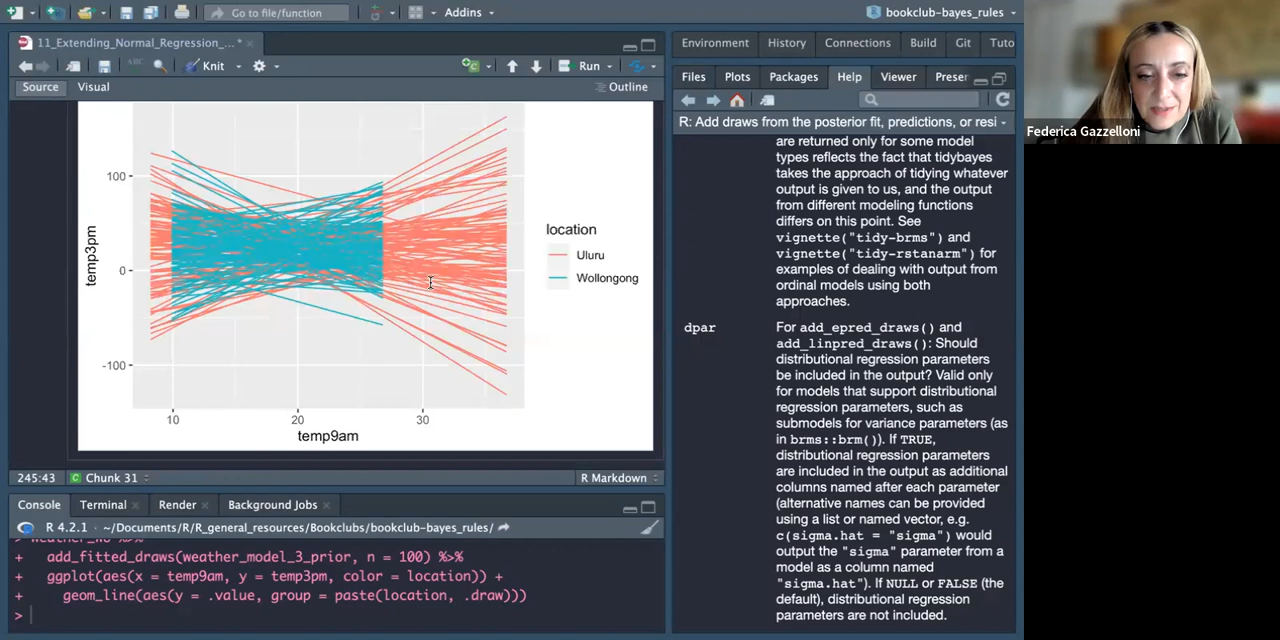 Go to file/function
Addins
bookclub-bayes_rules
11_Extending_Normal_Regression_...*
ABC
Knit
Run
Source
Visual
Outline
temp3pm
100
0
-100
10
20
30
temp9am
location
Uluru
Wollongong
245:43
Chunk 31
R Markdown
Console
Terminal
Render
Background Jobs
R 4.2.1 · ~/Documents/R/R_general_resources/Bookclubs/bookclub-bayes_rules/
+ add_fitted_draws(weather_model_3_prior, n = 100) %>%
+ ggplot(aes(x = temp9am, y = temp3pm, color = location)) +
+ geom_line(aes(y = .value, group = paste(location, .draw)))
>
Environment
History
Connections
Build
Git
Tuto
Files
Plots
Packages
Help
Viewer
Preser
R: Add draws from the posterior fit, predictions, or resi
are returned only for some model
types reflects the fact that tidybayes
takes the approach of tidying whatever
output is given to us, and the output
from different modeling functions
differs on this point. See
vignette("tidy-brms") and
vignette("tidy-rstanarm") for
examples of dealing with output from
ordinal models using both
approaches.
dpar
For add_epred_draws() and
add_linpred_draws(): Should
distributional regression parameters
be included in the output? Valid only
for models that support distributional
regression parameters, such as
submodels for variance parameters (as
in brms::brm()). If TRUE,
distributional regression parameters
are included in the output as additional
columns named after each parameter
(alternative names can be provided
using a list or named vector, e.g.
c(sigma.hat = "sigma") would
output the "sigma" parameter from a
model as a column named
"sigma.hat"). If NULL or FALSE (the
default), distributional regression
parameters are not included.
Federica Gazzelloni